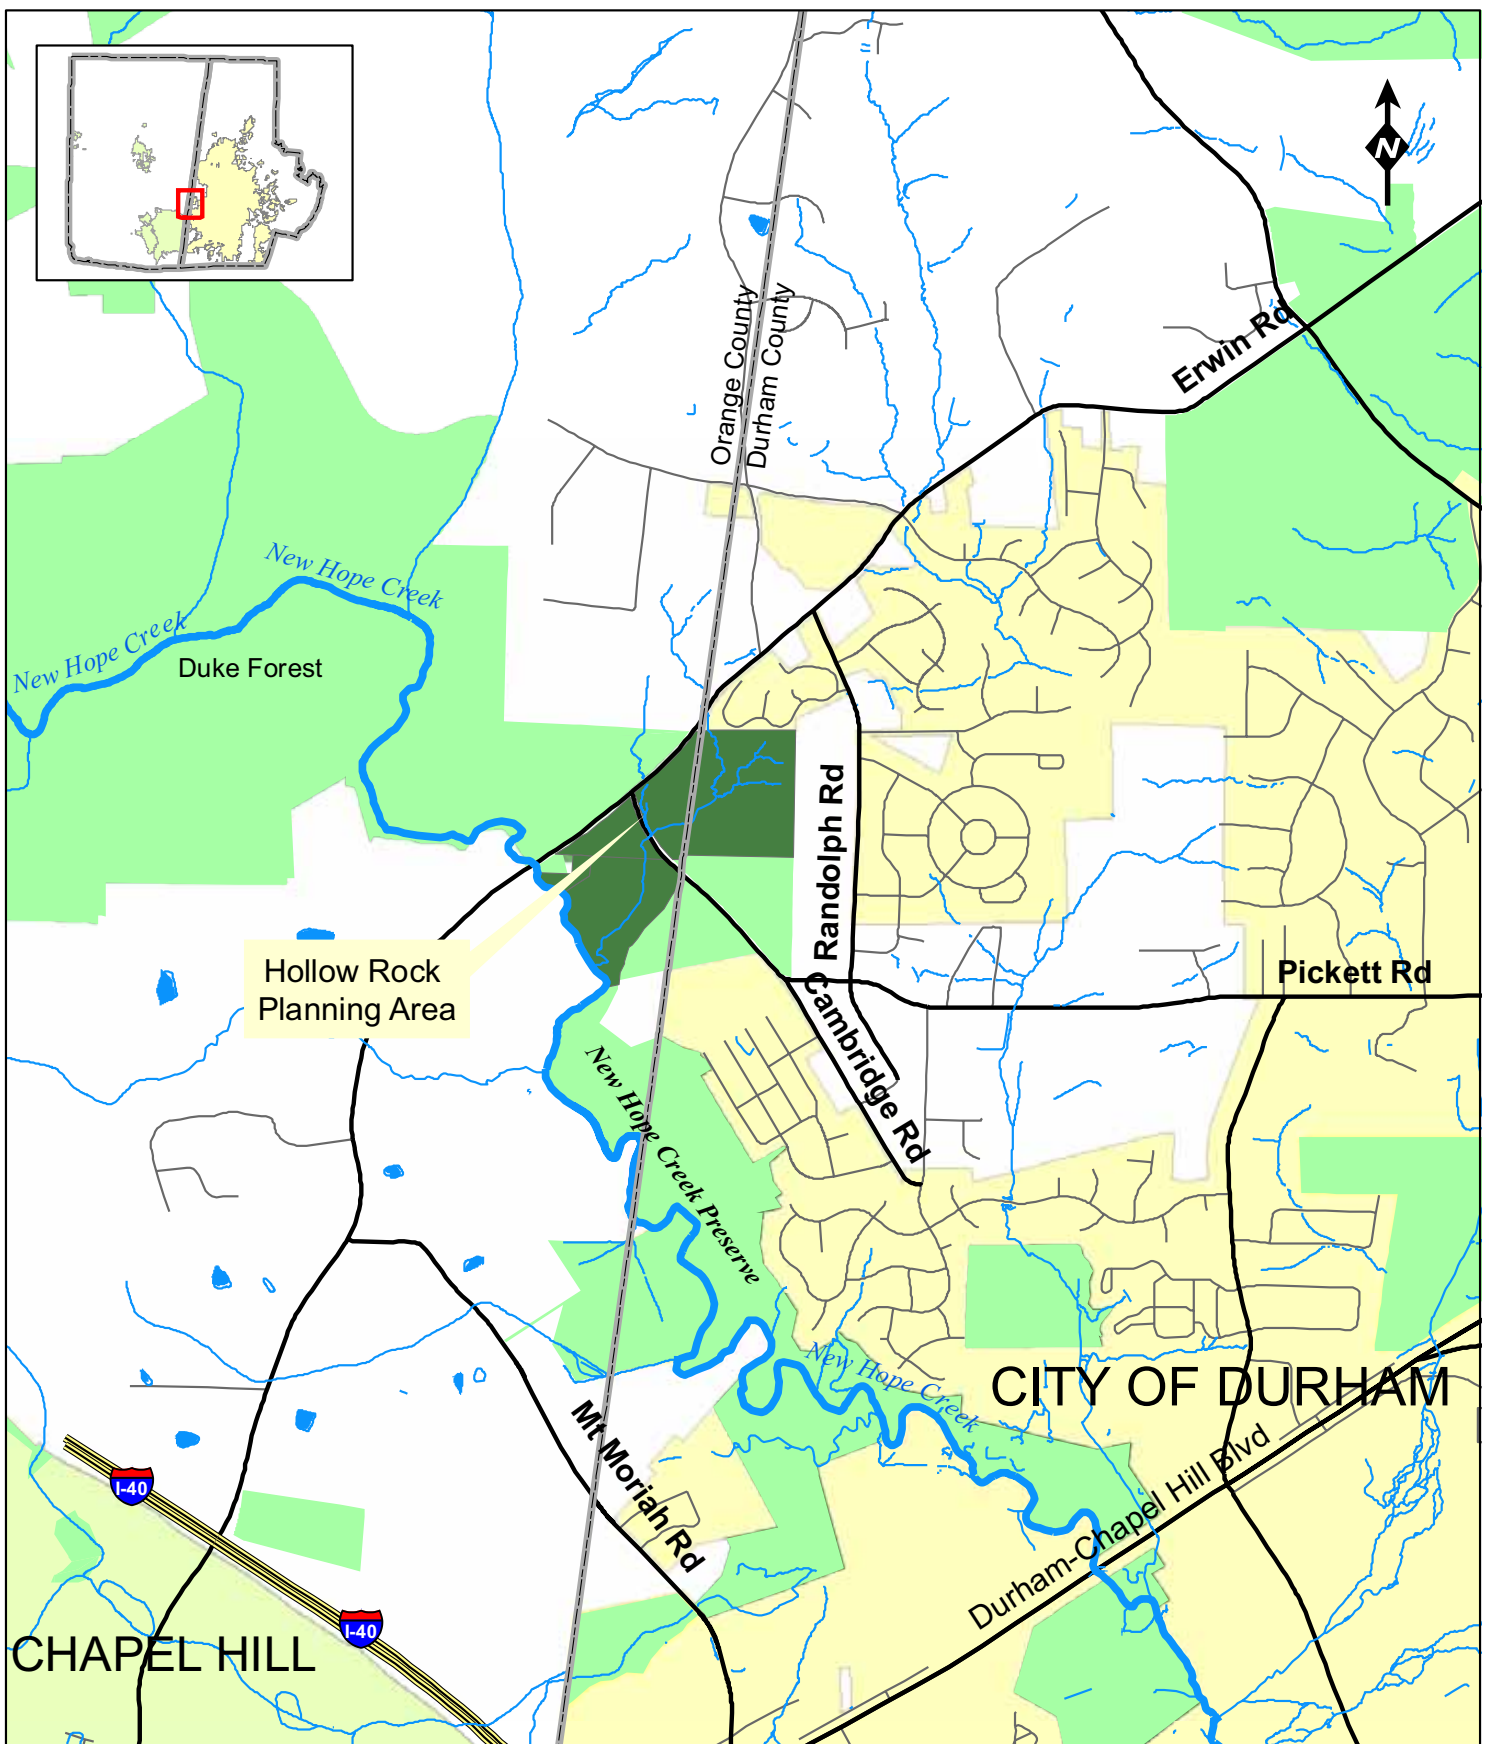 N
Orange County
Durham County
Erwin Rd
New Hope Creek
New Hope Creek
Duke Forest
Randolph Rd
Hollow Rock
Planning Area
Pickett Rd
Cambridge Rd
New Hope Creek Preserve
New Hope Creek
CITY OF DURHAM
Mt Moriah Rd
Durham-Chapel Hill Blvd
I-40
I-40
CHAPEL HILL